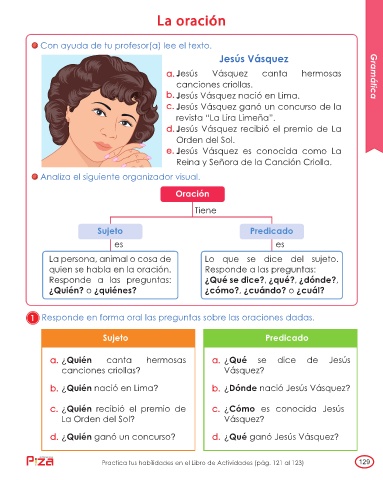 La oración
Con ayuda de tu profesor(a) lee el texto.
Jesús Vásquez
a. Jesús Vásquez canta hermosas
canciones criollas.
b. Jesús Vásquez nació en Lima.
c. Jesús Vásquez ganó un concurso de la
revista “La Lira Limeña”.
d. Jesús Vásquez recibió el premio de La
Orden del Sol.
e. Jesús Vásquez es conocida como La
Reina y Señora de la Canción Criolla.
Gramática
Analiza el siguiente organizador visual.
Oración
Tiene
Sujeto
Predicado
es
es
La persona, animal o cosa de
quien se habla en la oración.
Responde a las preguntas:
¿Quién? o ¿quiénes?
Lo que se dice del sujeto.
Responde a las preguntas:
¿Qué se dice?, ¿qué?, ¿dónde?,
¿cómo?, ¿cuándo? o ¿cuál?
1 Responde en forma oral las preguntas sobre las oraciones dadas.
Sujeto
a. ¿Quién canta hermosas
canciones criollas?
b. ¿Quién nació en Lima?
c. ¿Quién recibió el premio de
La Orden del Sol?
d. ¿Quién ganó un concurso?
Predicado
a. ¿Qué se dice de Jesús
Vásquez?
b. ¿Dónde nació Jesús Vásquez?
c. ¿Cómo es conocida Jesús
Vásquez?
d. ¿Qué ganó Jesús Vásquez?
Practica tus habilidades en el Libro de Actividades (pág. 121 al 123)
129